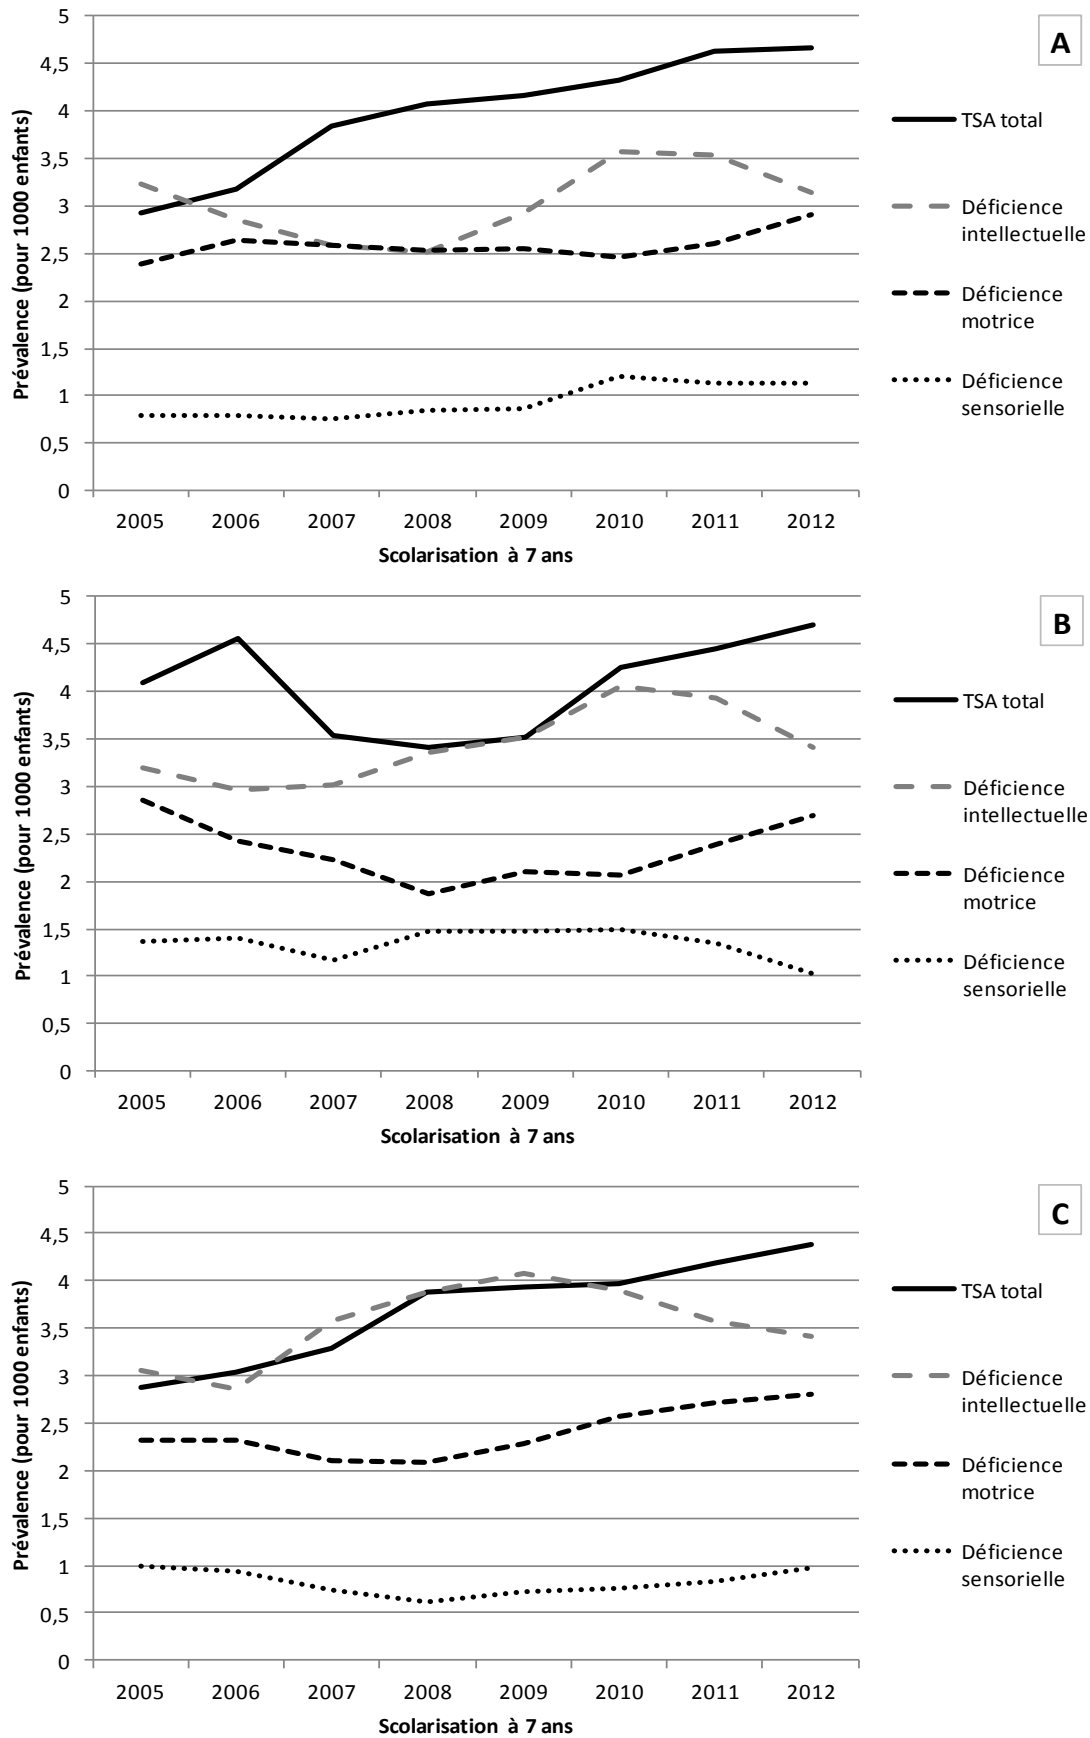 5
4,5
4
3,5
3
2,5
2
1,5
1
0,5
0
Prévalence (pour 1000 enfants)
2005 2006 2007 2008 2009 2010 2011 2012
Scolarisation à 7 ans
A
TSA total
Déficience
intellectuelle
Déficience
motrice
Déficience
sensorielle
5
4,5
4
3,5
3
2,5
2
1,5
1
0,5
0
Prévalence (pour 1000 enfants)
2005 2006 2007 2008 2009 2010 2011 2012
Scolarisation à 7 ans
B
TSA total
Déficience
intellectuelle
Déficience
motrice
Déficience
sensorielle
5
4,5
4
3,5
3
2,5
2
1,5
1
0,5
0
Prévalence (pour 1000 enfants)
2005 2006 2007 2008 2009 2010 2011 2012
Scolarisation à 7 ans
C
TSA total
Déficience
intellectuelle
Déficience
motrice
Déficience
sensorielle